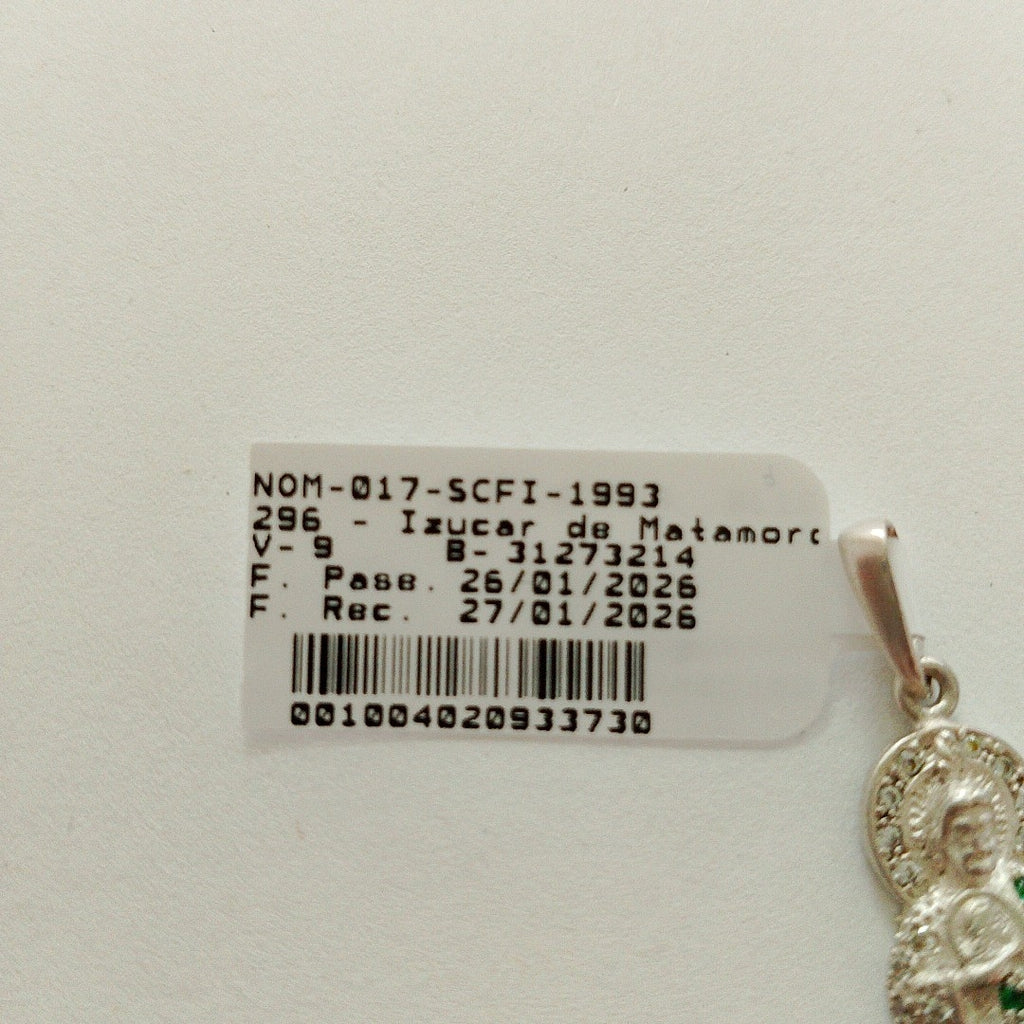 NOM-017-SCFI-1993
296 - Izucar de Matamoro
V- 9 B- 31273214
F. Pase. 26/01/2026
F. Rec. 27/01/2026
001004020933730